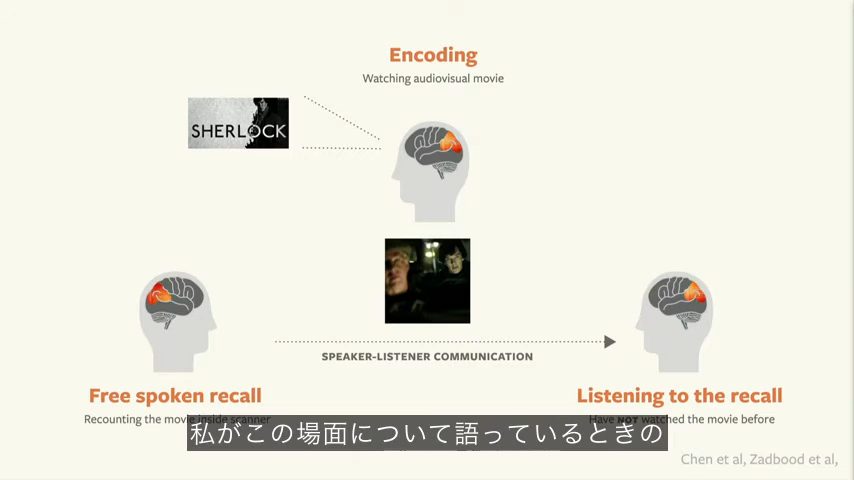 Encoding
Watching audiovisual movie
SHERLOCK
SPEAKER-LISTENER COMMUNICATION
Free spoken recall
Recounting the movie inside scanner
Listening to the recall
Have NOT watched the movie before
私がこの場面について語っているときの
Chen et al, Zadbood et al,